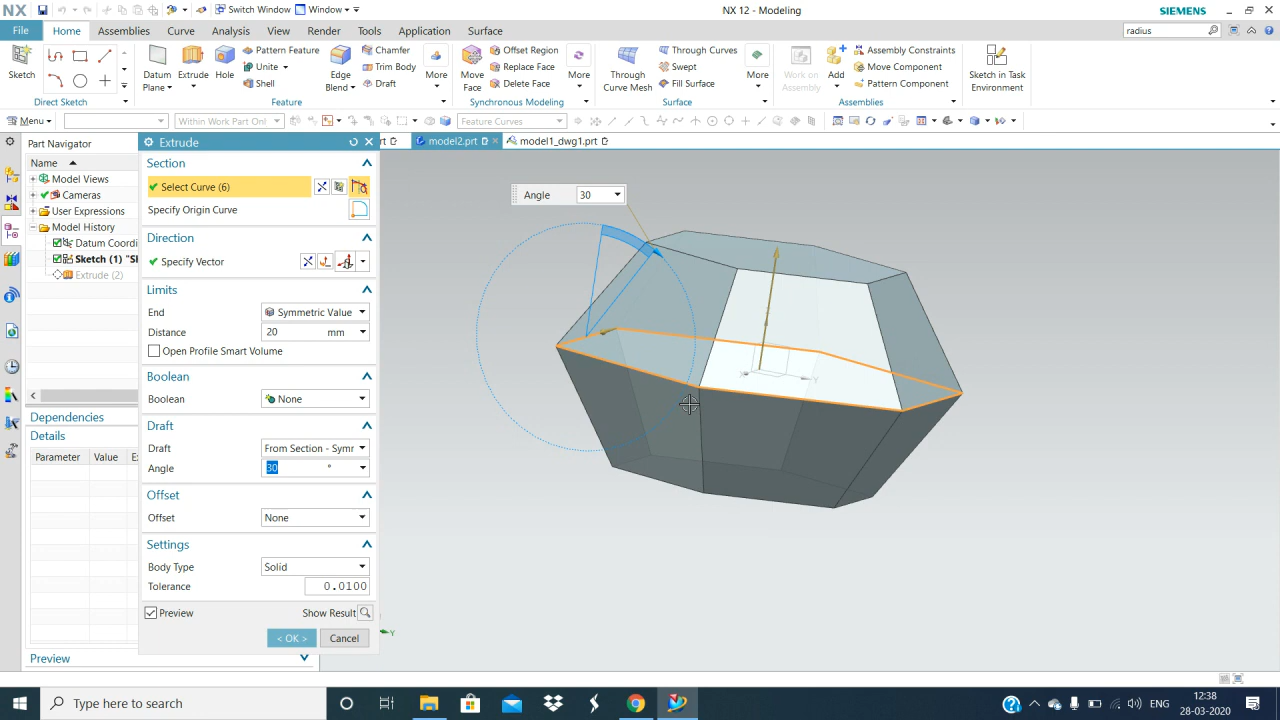 NX
Switch Window
Window
NX 12 - Modeling
SIEMENS
File
Home
Assemblies
Curve
Analysis
View
Render
Tools
Application
Surface
radius
Sketch
Direct Sketch
Datum Plane
Extrude
Hole
Pattern Feature
Unite
Shell
Edge Blend
Chamfer
Trim Body
Draft
More
Feature
Move Face
Offset Region
Replace Face
Delete Face
More
Synchronous Modeling
Through Curve Mesh
Through Curves
Swept
Fill Surface
More
Surface
Work on Assembly
Add
Assembly Constraints
Move Component
Pattern Component
Assemblies
Sketch in Task Environment
Menu
Within Work Part Only
Feature Curves
Part Navigator
Name
Model Views
Cameras
User Expressions
Model History
Datum Coordi
Sketch (1) "SI
Extrude (2)
Dependencies
Details
Parameter Value
Preview
Extrude
Section
Select Curve (6)
Specify Origin Curve
Direction
Specify Vector
Limits
End Symmetric Value
Distance 20 mm
Open Profile Smart Volume
Boolean
Boolean None
Draft
Draft From Section - Symr
Angle 30 °
Offset
Offset None
Settings
Body Type Solid
Tolerance 0.0100
Preview Show Result
< OK > Cancel
rt
model2.prt
model1_dwg1.prt
Angle 30
Y
X
Y
Type here to search
ENG
12:38
28-03-2020